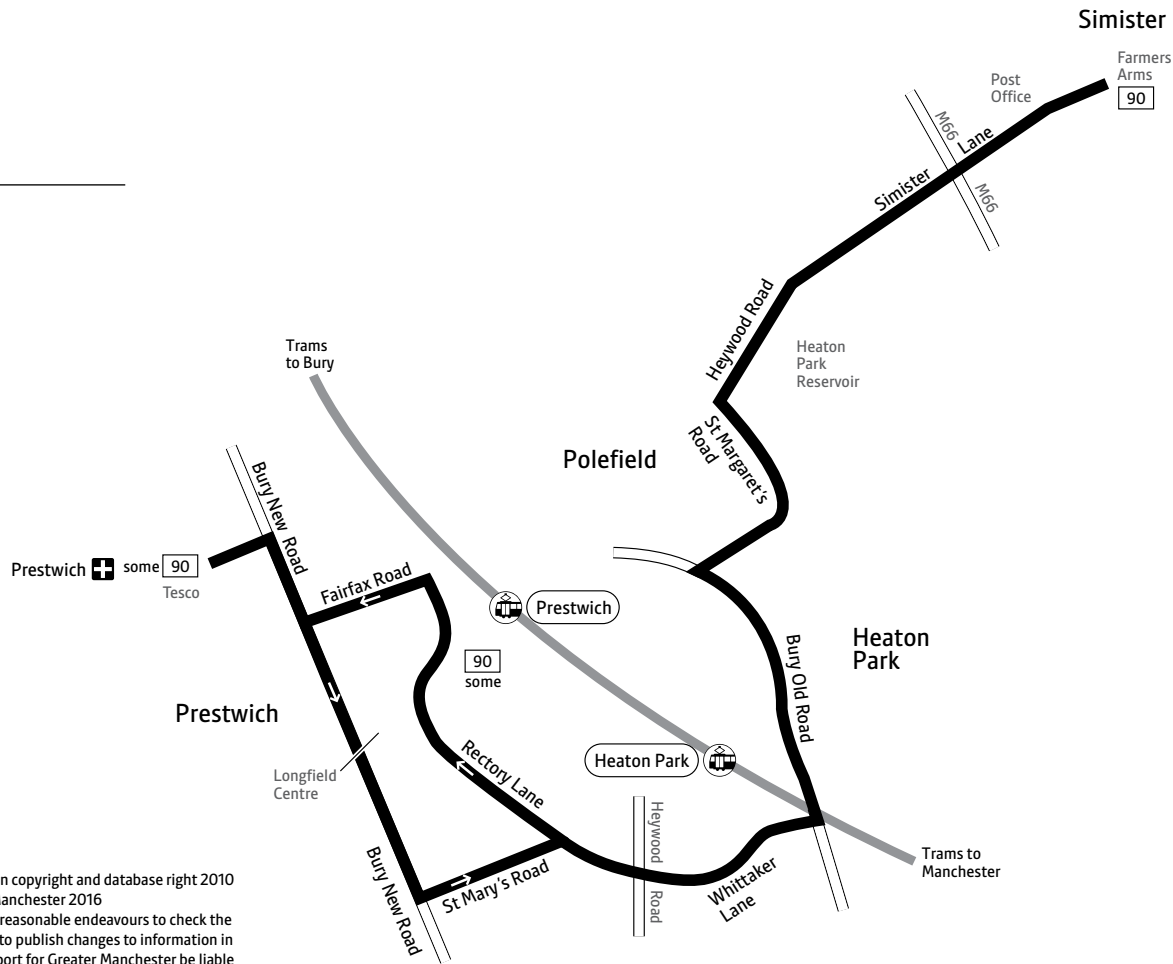 Simister
Farmers
Arms
90
Post
Office
M66
Lane
Simister
M66
Heywood Road
Heaton
Park
Reservoir
Trams
to Bury
St Margaret's
Road
Polefield
Bury New Road
Prestwich some 90
Tesco
Fairfax Road
Prestwich
90
some
Heaton
Park
Bury Old Road
Prestwich
Heaton Park
Rectory Lane
Longfield
Centre
Heywood Road
Trams to
Manchester
Whittaker
Lane
St Mary's Road
Bury New Road
n copyright and database right 2010
anchester 2016
reasonable endeavours to check the
to publish changes to information in
port for Greater Manchester be liable